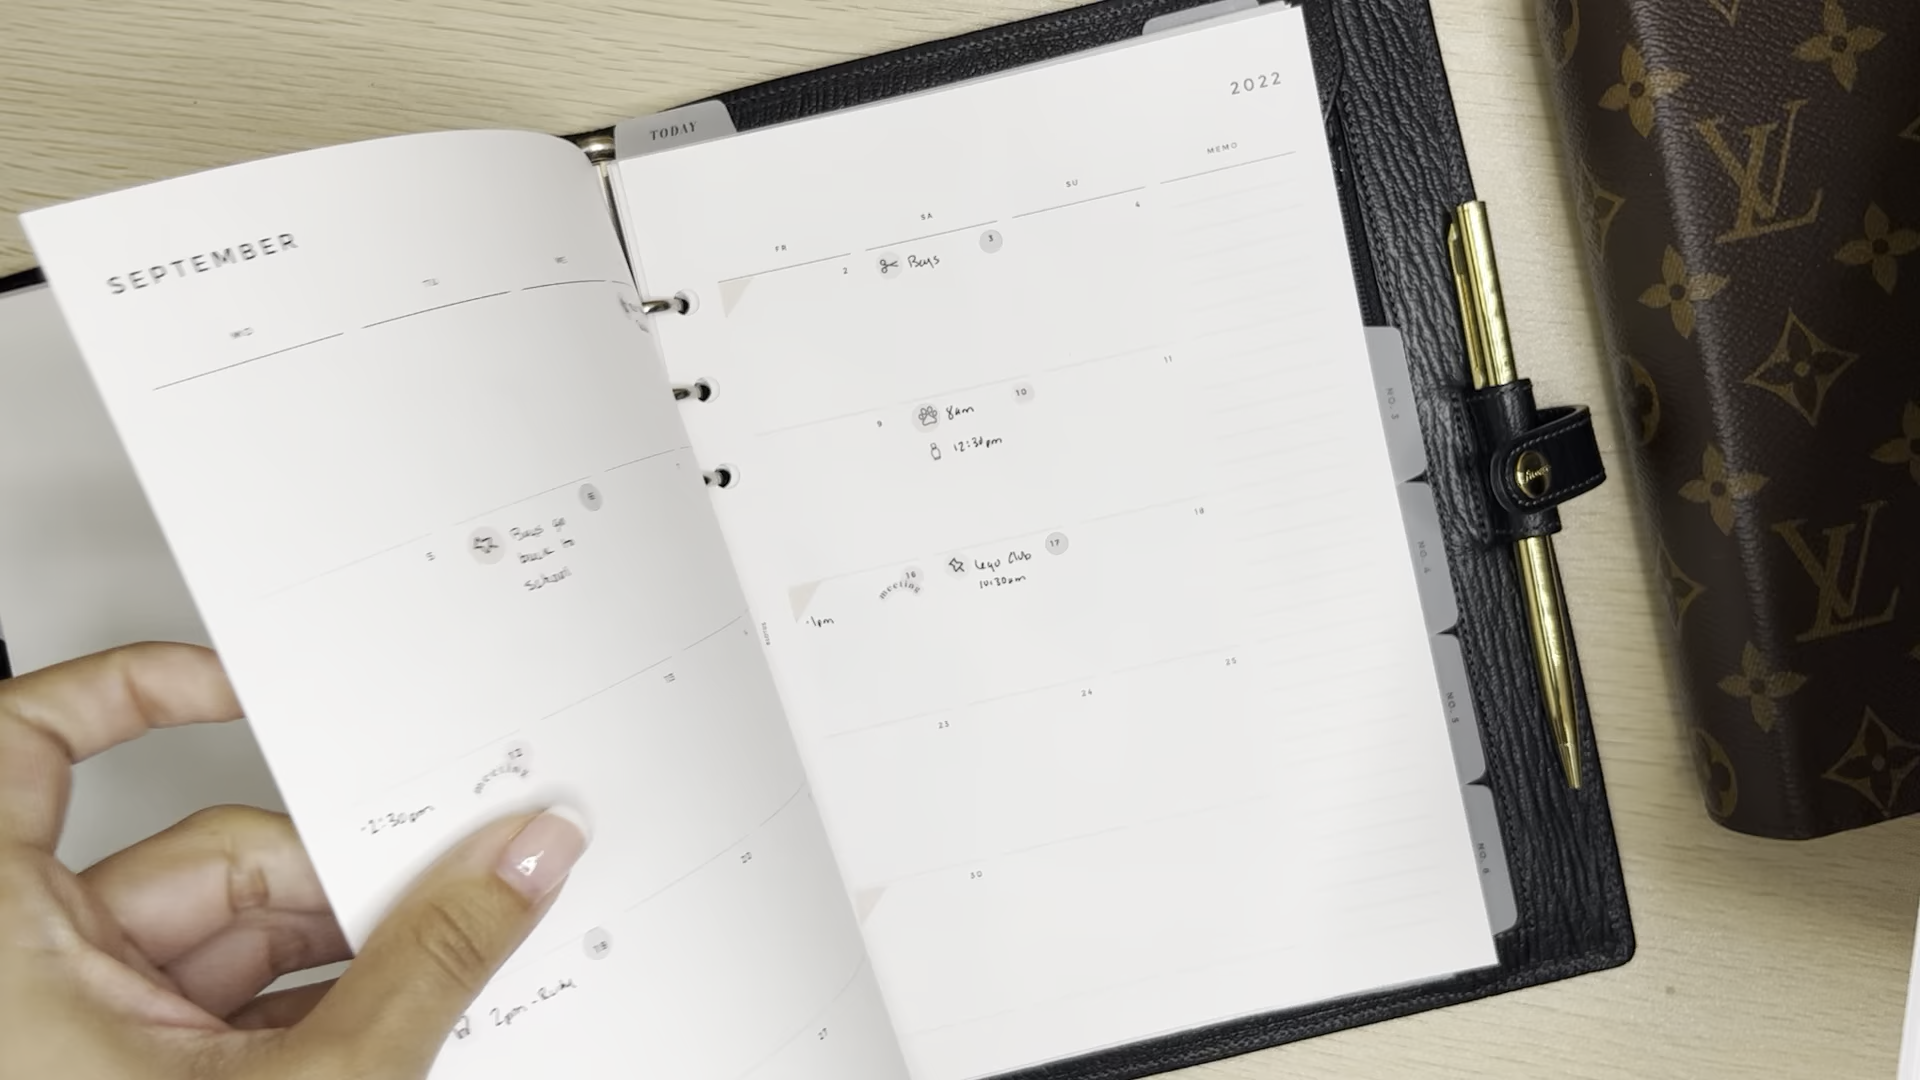 TODAY
2022
MEMO
SU
SA
FR
4
3
Boys
2
SEPTEMBER
WE
TU
MO
11
10
8am
9
12:30pm
7
6
Boys go
back to
school
5
18
17
Lego Club
10:30am
16
meeting
-1pm
13
12
meeting
-2:30pm
25
24
23
20
19
2pm - 
30
27
NO. 3
NO. 4
NO. 5
NO. 6
LV
LV